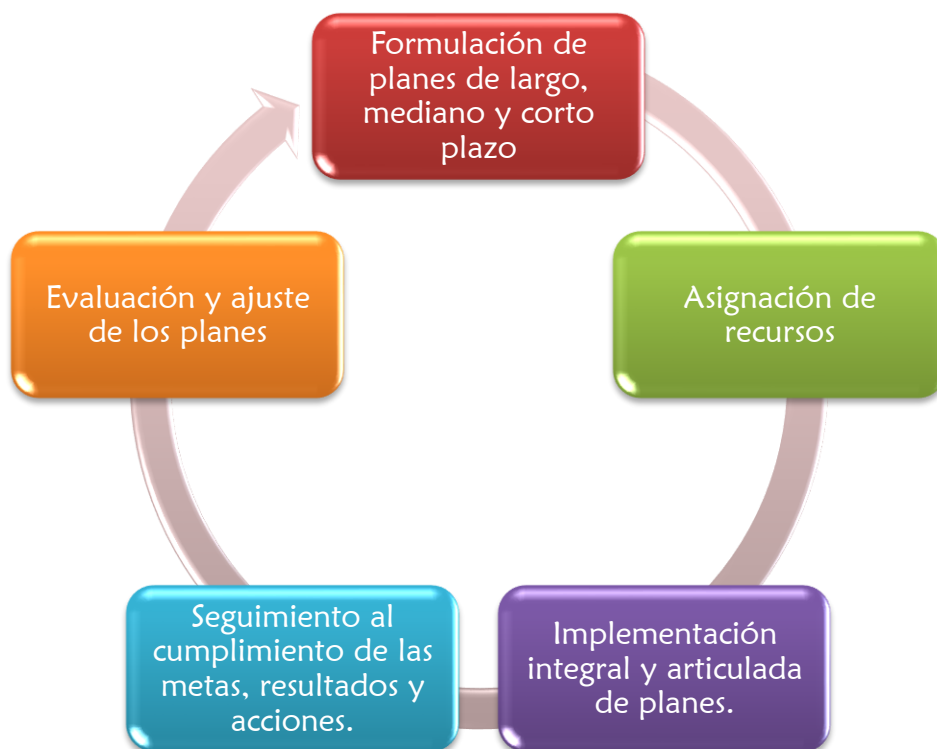 Formulación de
planes de largo,
mediano y corto
plazo
Asignación de
recursos
Implementación
integral y articulada
de planes.
Seguimiento al
cumplimiento de las
metas, resultados y
acciones.
Evaluación y ajuste
de los planes